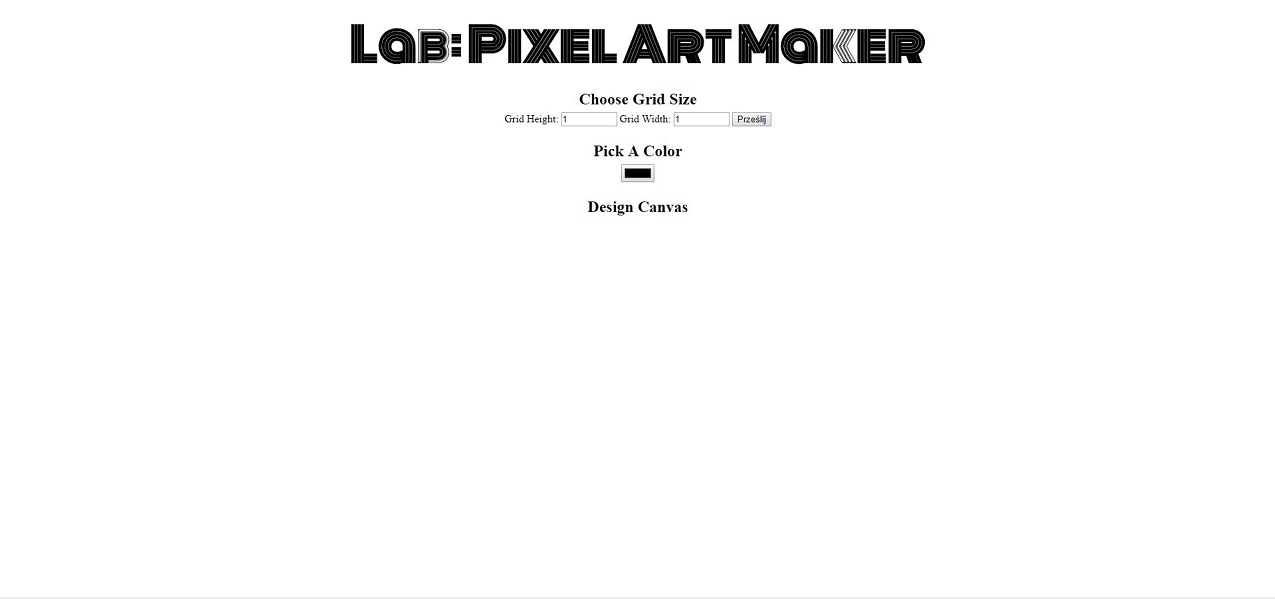 Lab: Pixel Art Maker
Choose Grid Size
Grid Height: 1 Grid Width: 1 Prześlij
Pick A Color
Design Canvas